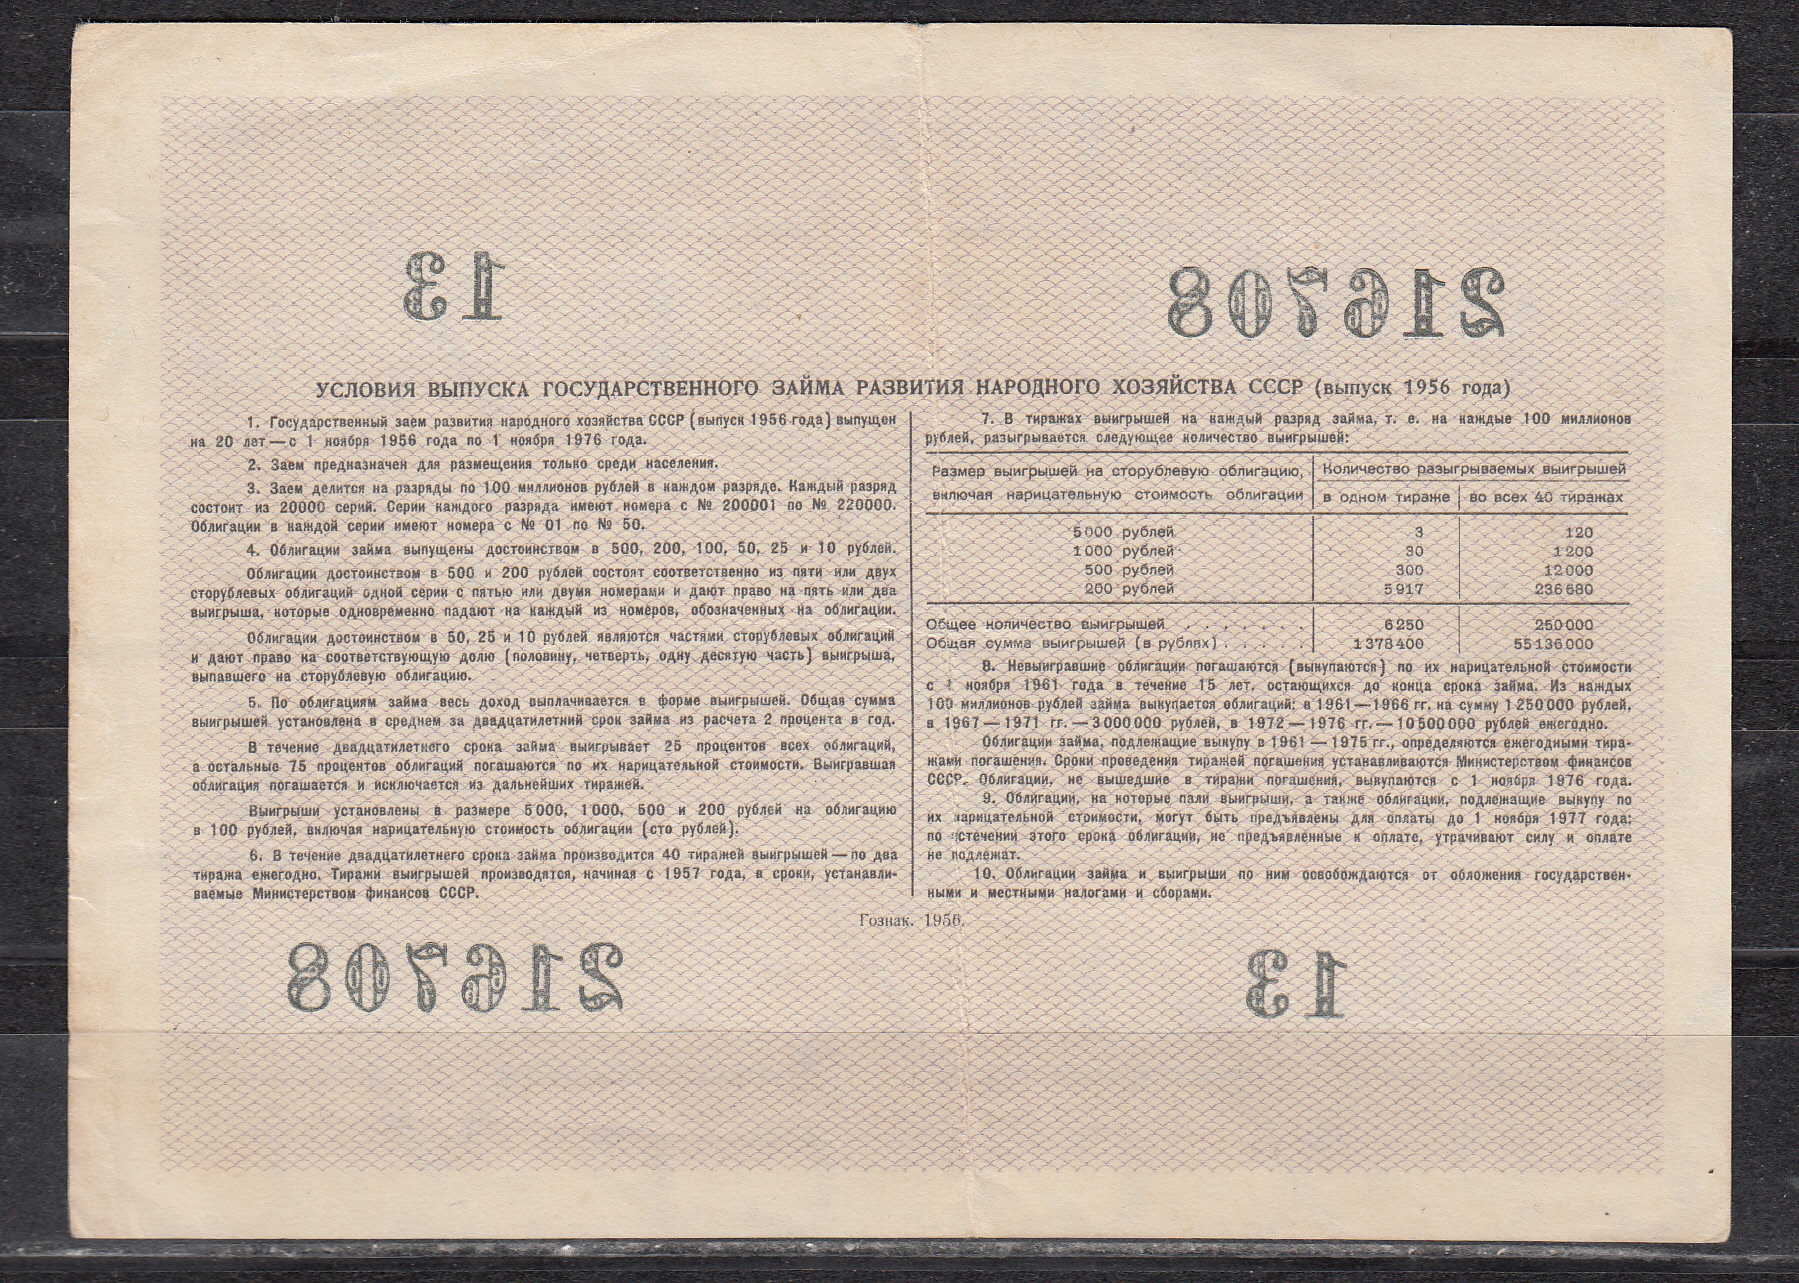 13
216708
УСЛОВИЯ ВЫПУСКА ГОСУДАРСТВЕННОГО ЗАЙМА РАЗВИТИЯ НАРОДНОГО ХОЗЯЙСТВА СССР (выпуск 1956 года)
1. Государственный заем развития народного хозяйства СССР (выпуск 1956 года) выпущен
на 20 лет — с 1 ноября 1956 года по 1 ноября 1976 года.
2. Заем предназначен для размещения только среди населения.
3. Заем делится на разряды по 100 миллионов рублей в каждом разряде. Каждый разряд
состоит из 20000 серий. Серии каждого разряда имеют номера с № 200001 по № 220000.
Облигации в каждой серии имеют номера с № 01 по № 50.
4. Облигации займа выпущены достоинством в 500, 200, 100, 50, 25 и 10 рублей.
Облигации достоинством в 500 и 200 рублей состоят соответственно из пяти или двух
сторублевых облигаций одной серии с пятью или двумя номерами и дают право на пять или два
выигрыша, которые одновременно падают на каждый из номеров, обозначенных на облигации.
Облигации достоинством в 50, 25 и 10 рублей являются частями сторублевых облигаций
и дают право на соответствующую долю (половину, четверть, одну десятую часть) выигрыша,
выпавшего на сторублевую облигацию.
5. По облигациям займа весь доход выплачивается в форме выигрышей. Общая сумма
выигрышей установлена в среднем за двадцатилетний срок займа из расчета 2 процента в год.
В течение двадцатилетнего срока займа выигрывает 25 процентов всех облигаций,
а остальные 75 процентов облигаций погашаются по их нарицательной стоимости. Выигравшая
облигация погашается и исключается из дальнейших тиражей.
Выигрыши установлены в размере 5000, 1000, 500 и 200 рублей на облигацию
в 100 рублей, включая нарицательную стоимость облигации (сто рублей).
6. В течение двадцатилетнего срока займа производится 40 тиражей выигрышей — по два
тиража ежегодно. Тиражи выигрышей производятся, начиная с 1957 года, в сроки, устанавли-
ваемые Министерством финансов СССР.
7. В тиражах выигрышей на каждый разряд займа, т. е. на каждые 100 миллионов
рублей, разыгрывается следующее количество выигрышей:
Размер выигрышей на сторублевую облигацию, Количество разыгрываемых выигрышей
включая нарицательную стоимость облигации в одном тираже во всех 40 тиражах
5000 рублей 3 120
1000 рублей 30 1200
500 рублей 300 12000
200 рублей 5917 236680
Общее количество выигрышей . . . . . . . 6250 250000
Общая сумма выигрышей (в рублях) . . . . . 1378400 55136000
8. Невыигравшие облигации погашаются (выкупаются) по их нарицательной стоимости
с 1 ноября 1961 года в течение 15 лет, остающихся до конца срока займа. Из каждых
100 миллионов рублей займа выкупается облигаций: в 1961—1966 гг. на сумму 1250000 рублей,
в 1967—1971 гг.—3000000 рублей, в 1972—1976 гг.—10500000 рублей ежегодно.
Облигации займа, подлежащие выкупу в 1961—1975 гг., определяются ежегодными тира-
жами погашения. Сроки проведения тиражей погашения устанавливаются Министерством финансов
СССР. Облигации, не вышедшие в тиражи погашения, выкупаются с 1 ноября 1976 года.
9. Облигации, на которые пали выигрыши, а также облигации, подлежащие выкупу по
их нарицательной стоимости, могут быть предъявлены для оплаты до 1 ноября 1977 года;
по истечении этого срока облигации, не предъявленные к оплате, утрачивают силу и оплате
не подлежат.
10. Облигации займа и выигрыши по ним освобождаются от обложения государствен-
ными и местными налогами и сборами.
Гознак. 1956.
216708
13